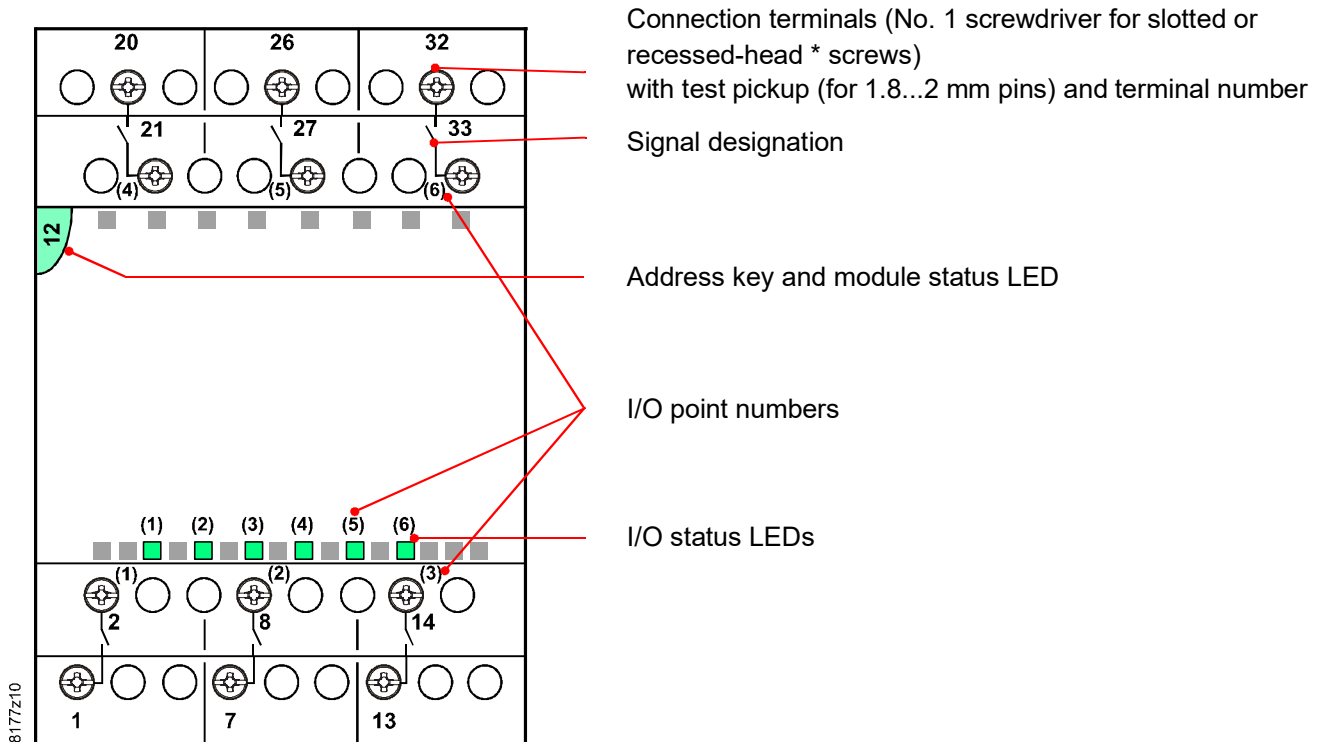 Connection terminals (No. 1 screwdriver for slotted or
recessed-head * screws)
with test pickup (for 1.8...2 mm pins) and terminal number
20 26 32
21 27 33
Signal designation
(4) (5) (6)
12
Address key and module status LED
I/O point numbers
(1) (2) (3) (4) (5) (6)
I/O status LEDs
(1) (2) (3)
2 8 14
1 7 13
8177z10